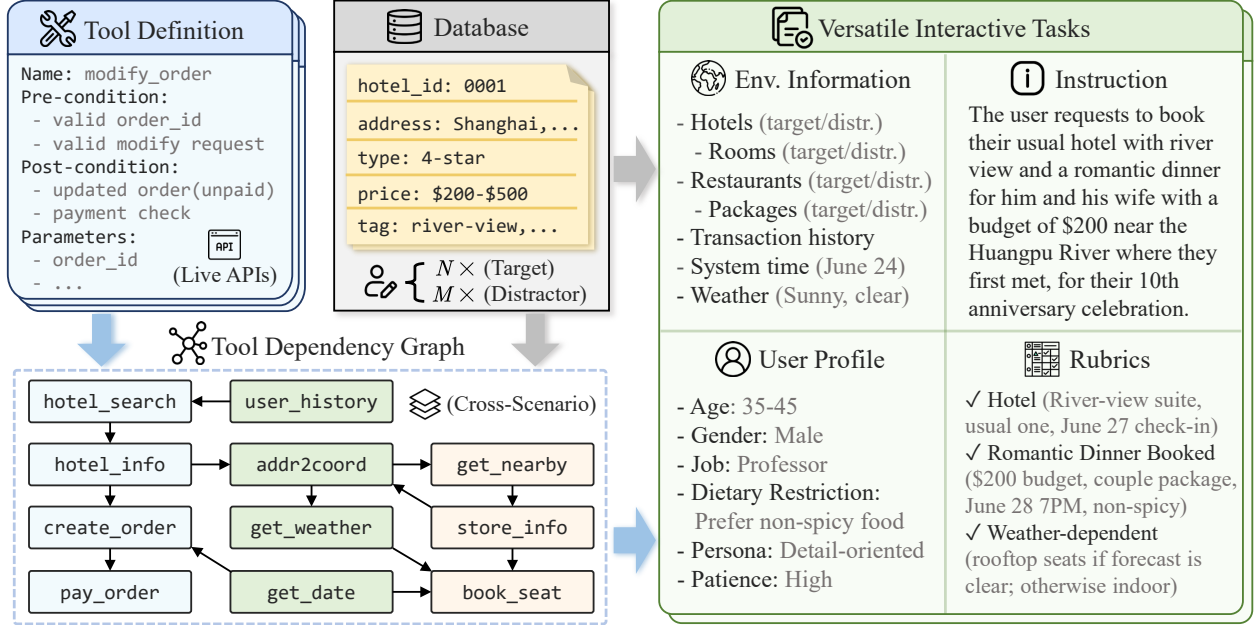 Tool Definition
Name: modify_order
Pre-condition:
- valid order_id
- valid modify request
Post-condition:
- updated order(unpaid)
- payment check
Parameters:
- order_id
- ...
API
(Live APIs)
Database
hotel_id: 0001
address: Shanghai,...
type: 4-star
price: $200-$500
tag: river-view,...
N × (Target)
M × (Distractor)
Tool Dependency Graph
(Cross-Scenario)
hotel_search
user_history
hotel_info
addr2coord
get_nearby
create_order
get_weather
store_info
pay_order
get_date
book_seat
Versatile Interactive Tasks
Env. Information
- Hotels (target/distr.)
- Rooms (target/distr.)
- Restaurants (target/distr.)
- Packages (target/distr.)
- Transaction history
- System time (June 24)
- Weather (Sunny, clear)
Instruction
The user requests to book
their usual hotel with river
view and a romantic dinner
for him and his wife with a
budget of $200 near the
Huangpu River where they
first met, for their 10th
anniversary celebration.
User Profile
- Age: 35-45
- Gender: Male
- Job: Professor
- Dietary Restriction:
Prefer non-spicy food
- Persona: Detail-oriented
- Patience: High
Rubrics
✓ Hotel (River-view suite,
usual one, June 27 check-in)
✓ Romantic Dinner Booked
($200 budget, couple package,
June 28 7PM, non-spicy)
✓ Weather-dependent
(rooftop seats if forecast is
clear; otherwise indoor)